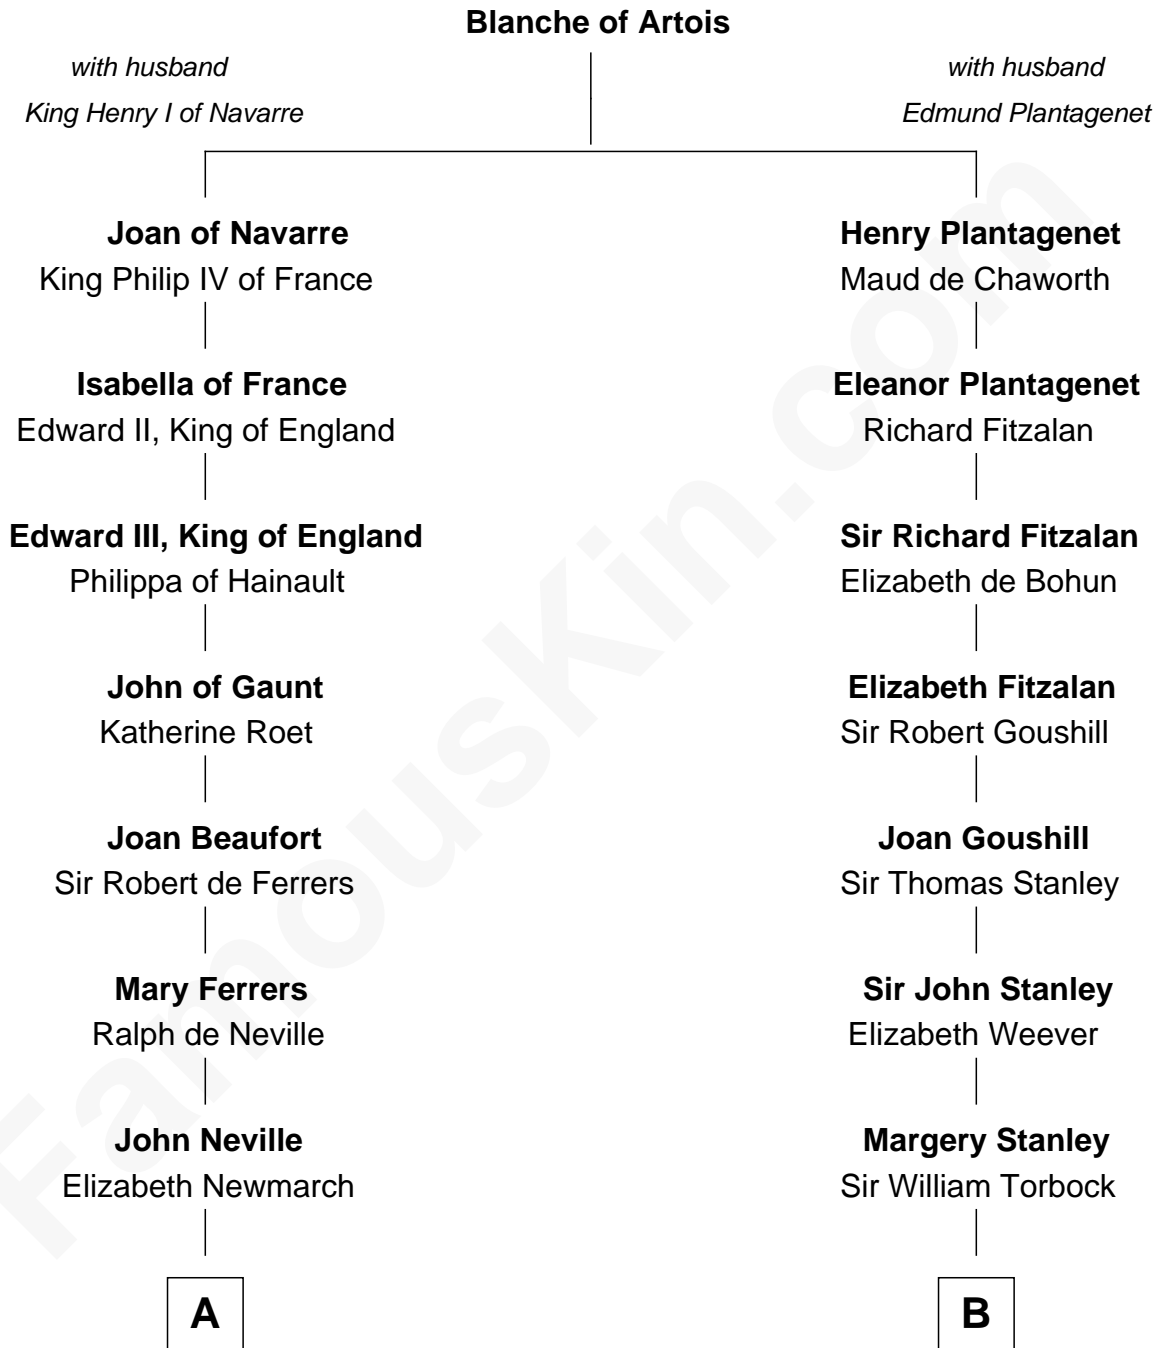 Blanche of Artois
with husband
King Henry I of Navarre
with husband
Edmund Plantagenet
Joan of Navarre
King Philip IV of France
Henry Plantagenet
Maud de Chaworth
Isabella of France
Edward II, King of England
Eleanor Plantagenet
Richard Fitzalan
Edward III, King of England
Philippa of Hainault
Sir Richard Fitzalan
Elizabeth de Bohun
John of Gaunt
Katherine Roet
Elizabeth Fitzalan
Sir Robert Goushill
Joan Beaufort
Sir Robert de Ferrers
Joan Goushill
Sir Thomas Stanley
Mary Ferrers
Ralph de Neville
Sir John Stanley
Elizabeth Weever
John Neville
Elizabeth Newmarch
Margery Stanley
Sir William Torbock
A
B
FamousKin.com